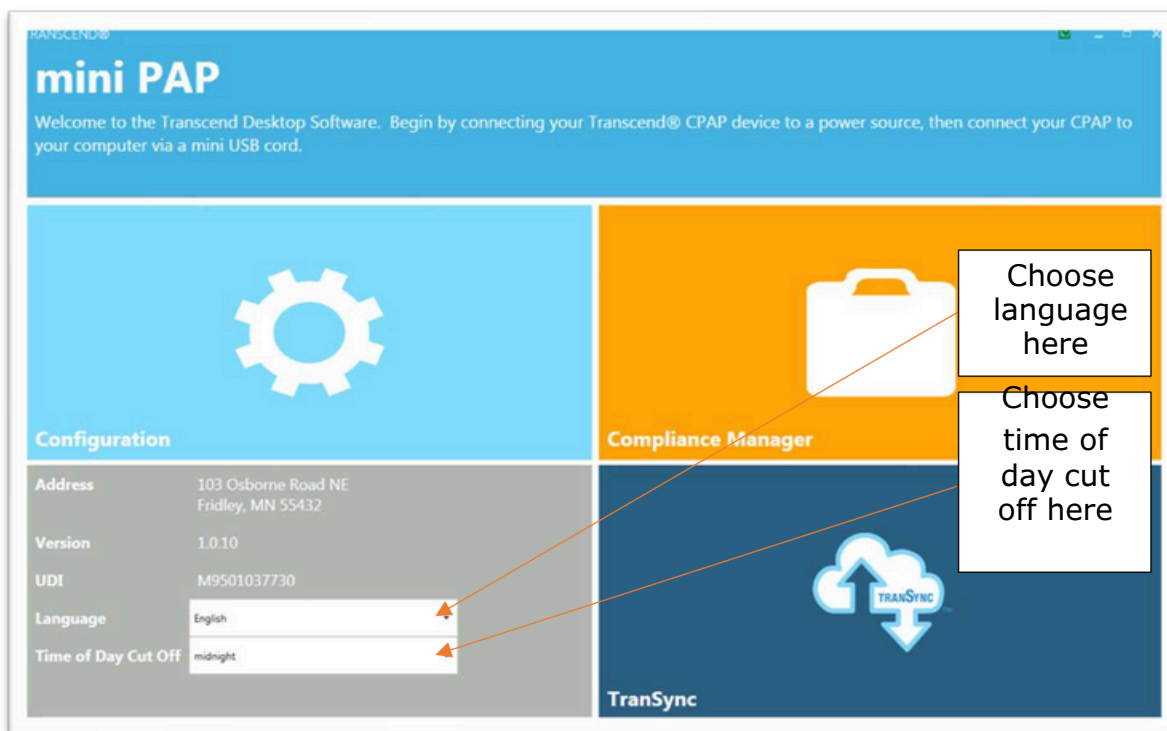 RANSCEND®
mini PAP
Welcome to the Transcend Desktop Software. Begin by connecting your Transcend® CPAP device to a power source, then connect your CPAP to
your computer via a mini USB cord.
Configuration
Compliance Manager
Choose
language
here
Choose
time of
day cut
off here
Address 103 Osborne Road NE
Fridley, MN 55432
Version 1.0.10
UDI M9501037730
Language English
Time of Day Cut Off midnight
TRANSYNC
TranSync